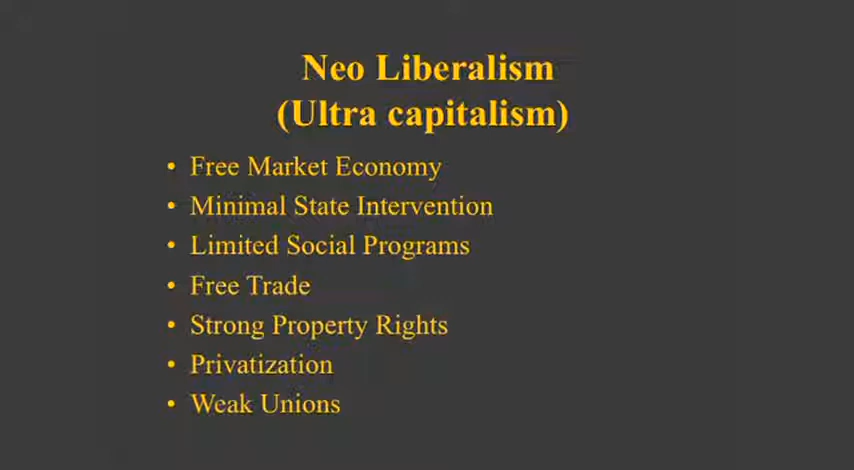 Neo Liberalism
(Ultra capitalism)
• Free Market Economy
• Minimal State Intervention
• Limited Social Programs
• Free Trade
• Strong Property Rights
• Privatization
• Weak Unions